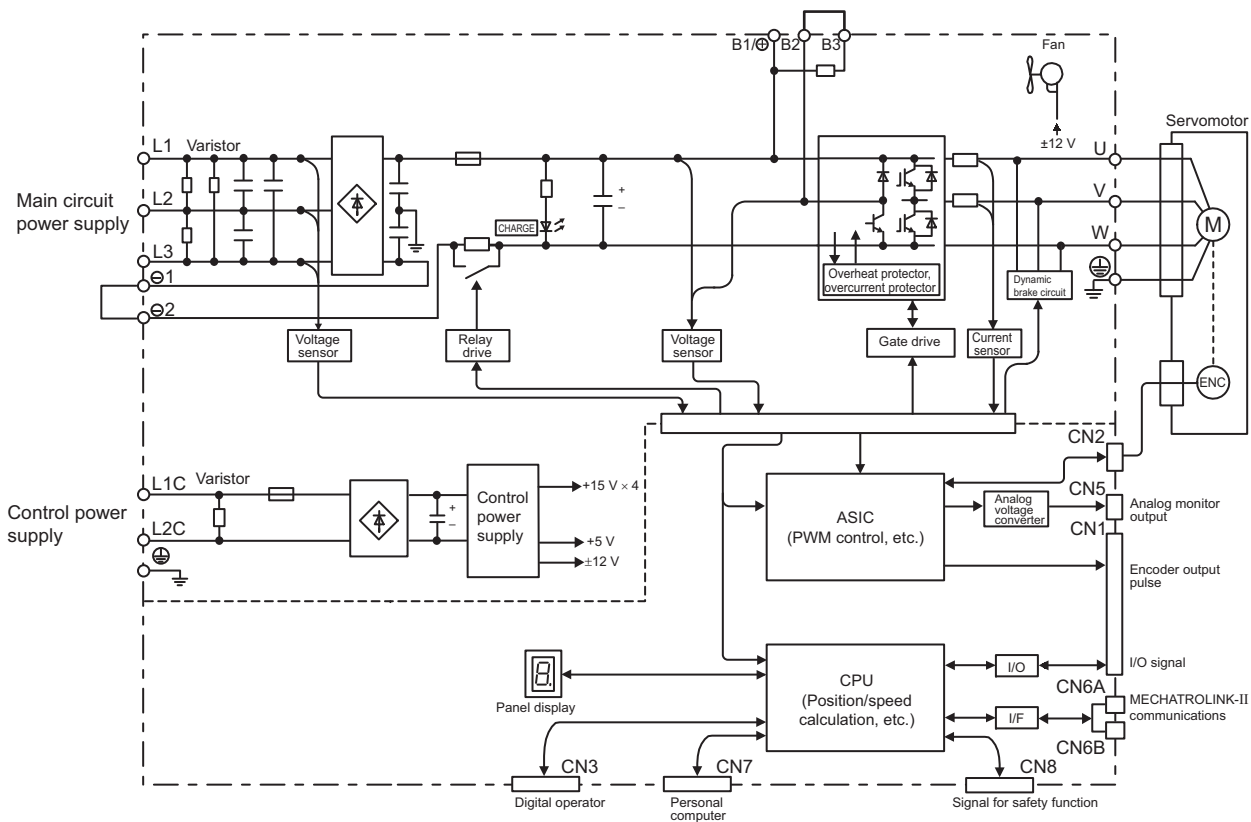 B1/⊕ B2 B3
Fan
±12 V
Servomotor
L1 Varistor
U
Main circuit
power supply
L2
V
+
–
CHARGE
W
M
L3
Overheat protector,
overcurrent protector
⊖1
Dynamic
brake circuit
⊖2
Voltage
sensor
Relay
drive
Voltage
sensor
Gate drive
Current
sensor
ENC
CN2
L1C Varistor
Control power
supply
L2C
+
–
Control
power
supply
+15 V × 4
+5 V
±12 V
ASIC
(PWM control, etc.)
Analog
voltage
converter
CN5
Analog monitor
output
CN1
Encoder output
pulse
8.
Panel display
CPU
(Position/speed
calculation, etc.)
I/O
I/O signal
CN6A
I/F
MECHATROLINK-II
communications
CN6B
CN3
Digital operator
CN7
Personal
computer
CN8
Signal for safety function